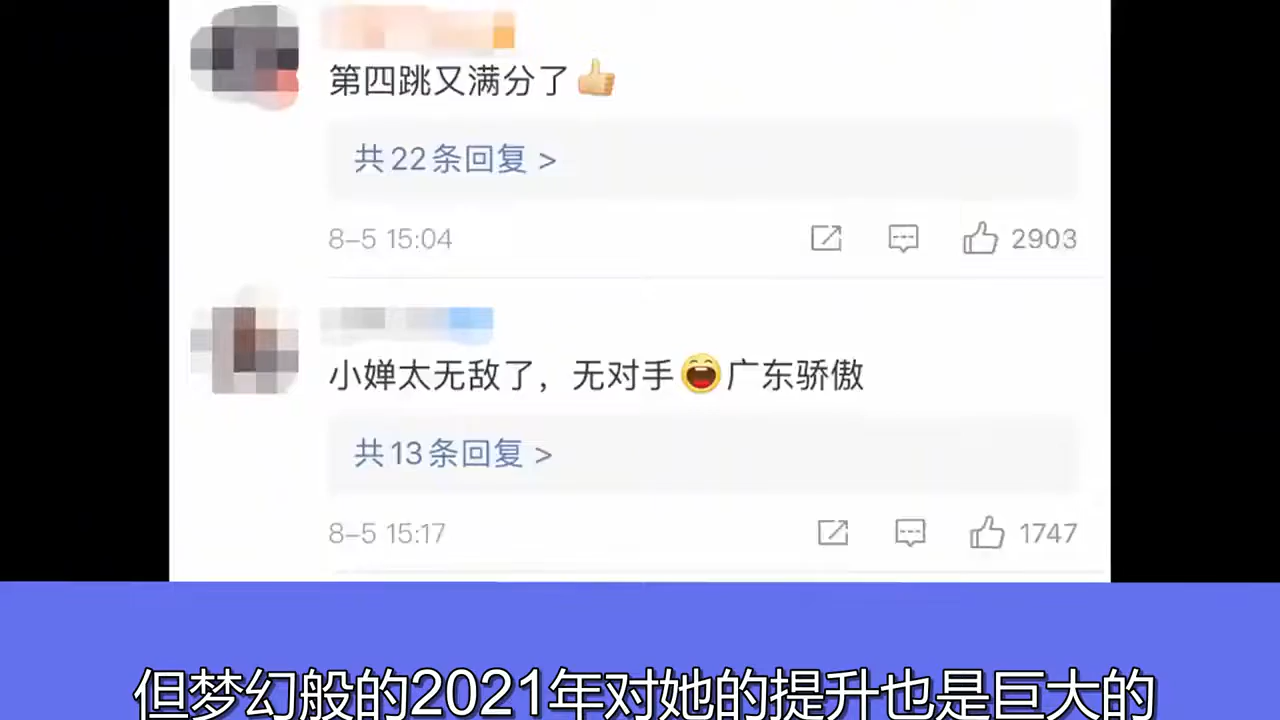 第四跳又满分了👍
共22条回复 >
8-5 15:04
2903
小婵太无敌了，无对手😄广东骄傲
共13条回复 >
8-5 15:17
1747
但梦幻般的2021年对她的提升也是巨大的